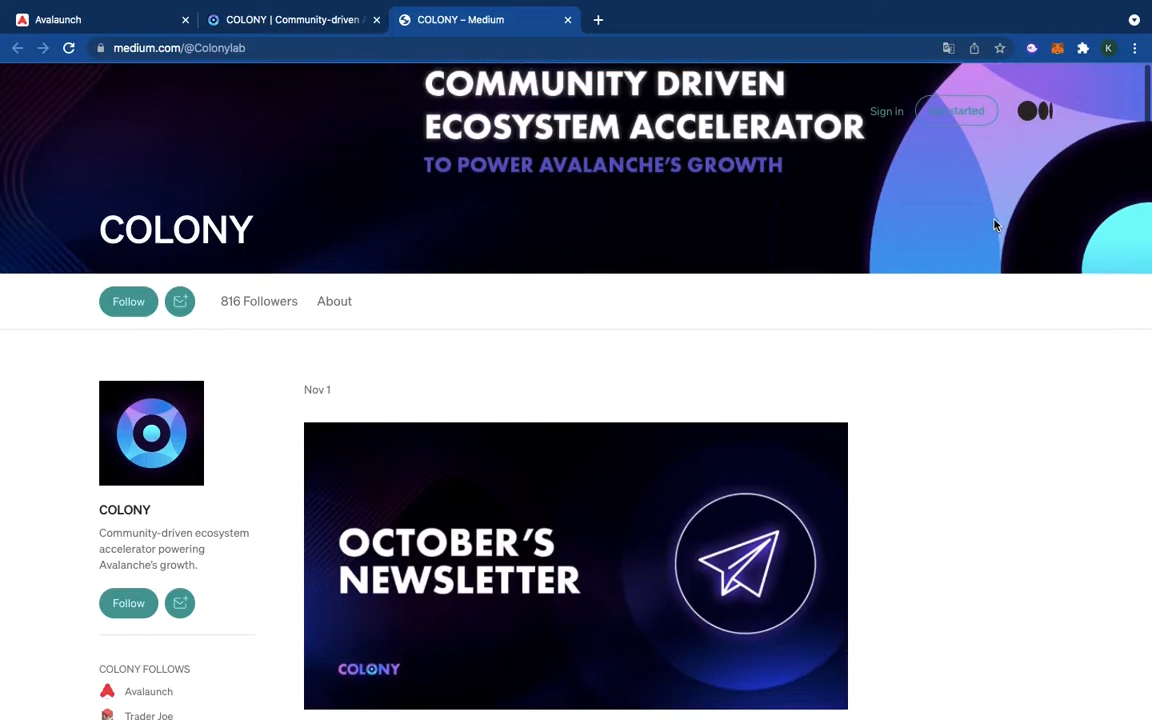 Avalaunch
COLONY | Community-driven
COLONY – Medium
medium.com/@Colonylab
K
COMMUNITY DRIVEN
ECOSYSTEM ACCELERATOR
TO POWER AVALANCHE'S GROWTH
Sign in
Get started
COLONY
Follow
816 Followers
About
Nov 1
OCTOBER'S
NEWSLETTER
COLONY
COLONY
Community-driven ecosystem
accelerator powering
Avalanche's growth.
Follow
COLONY FOLLOWS
Avalaunch
Trader Joe